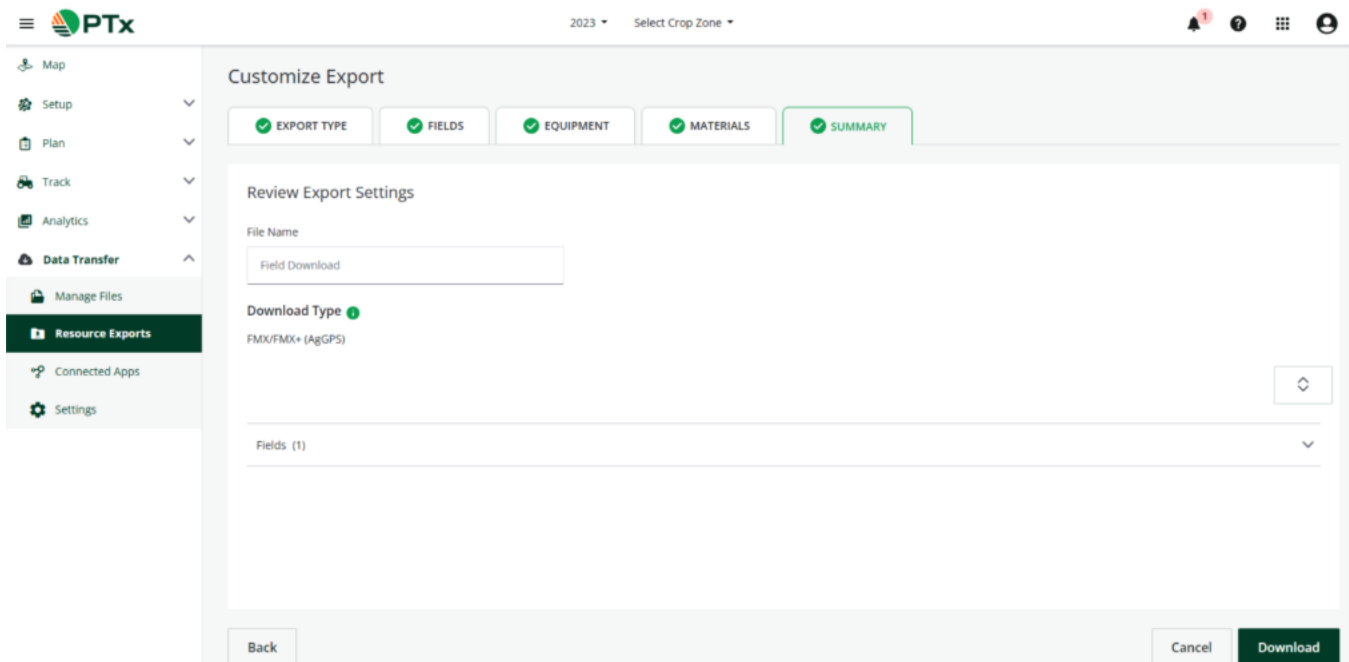 PTx
2023
Select Crop Zone
1
Map
Setup
Plan
Track
Analytics
Data Transfer
Manage Files
Resource Exports
Connected Apps
Settings
Customize Export
EXPORT TYPE
FIELDS
EQUIPMENT
MATERIALS
SUMMARY
Review Export Settings
File Name
Field Download
Download Type
FMX/FMX+ (AgGPS)
Fields (1)
Back
Cancel
Download